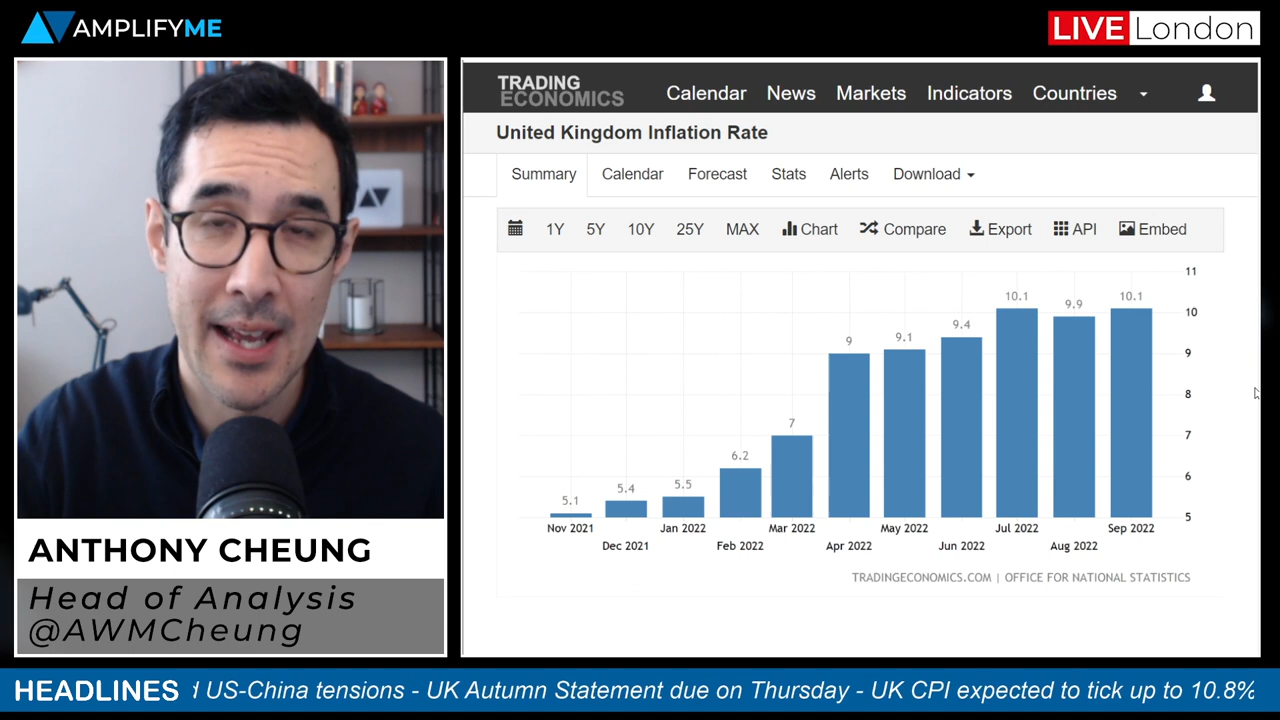 AMPLIFYME
LIVE London
TRADING
ECONOMICS
Calendar News Markets Indicators Countries
United Kingdom Inflation Rate
Summary Calendar Forecast Stats Alerts Download
1Y 5Y 10Y 25Y MAX Chart Compare Export API Embed
11
10
9
8
7
6
5
5.1
5.4
5.5
6.2
7
9
9.1
9.4
10.1
9.9
10.1
Nov 2021
Dec 2021
Jan 2022
Feb 2022
Mar 2022
Apr 2022
May 2022
Jun 2022
Jul 2022
Aug 2022
Sep 2022
TRADINGECONOMICS.COM | OFFICE FOR NATIONAL STATISTICS
ANTHONY CHEUNG
Head of Analysis
@AWMCheung
HEADLINES US-China tensions - UK Autumn Statement due on Thursday - UK CPI expected to tick up to 10.8%